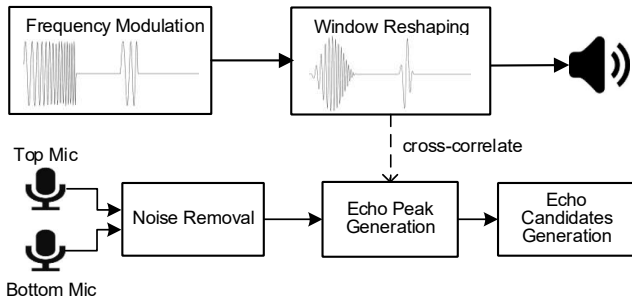 Frequency Modulation
Window Reshaping
cross-correlate
Top Mic
Noise Removal
Echo Peak
Generation
Echo
Candidates
Generation
Bottom Mic